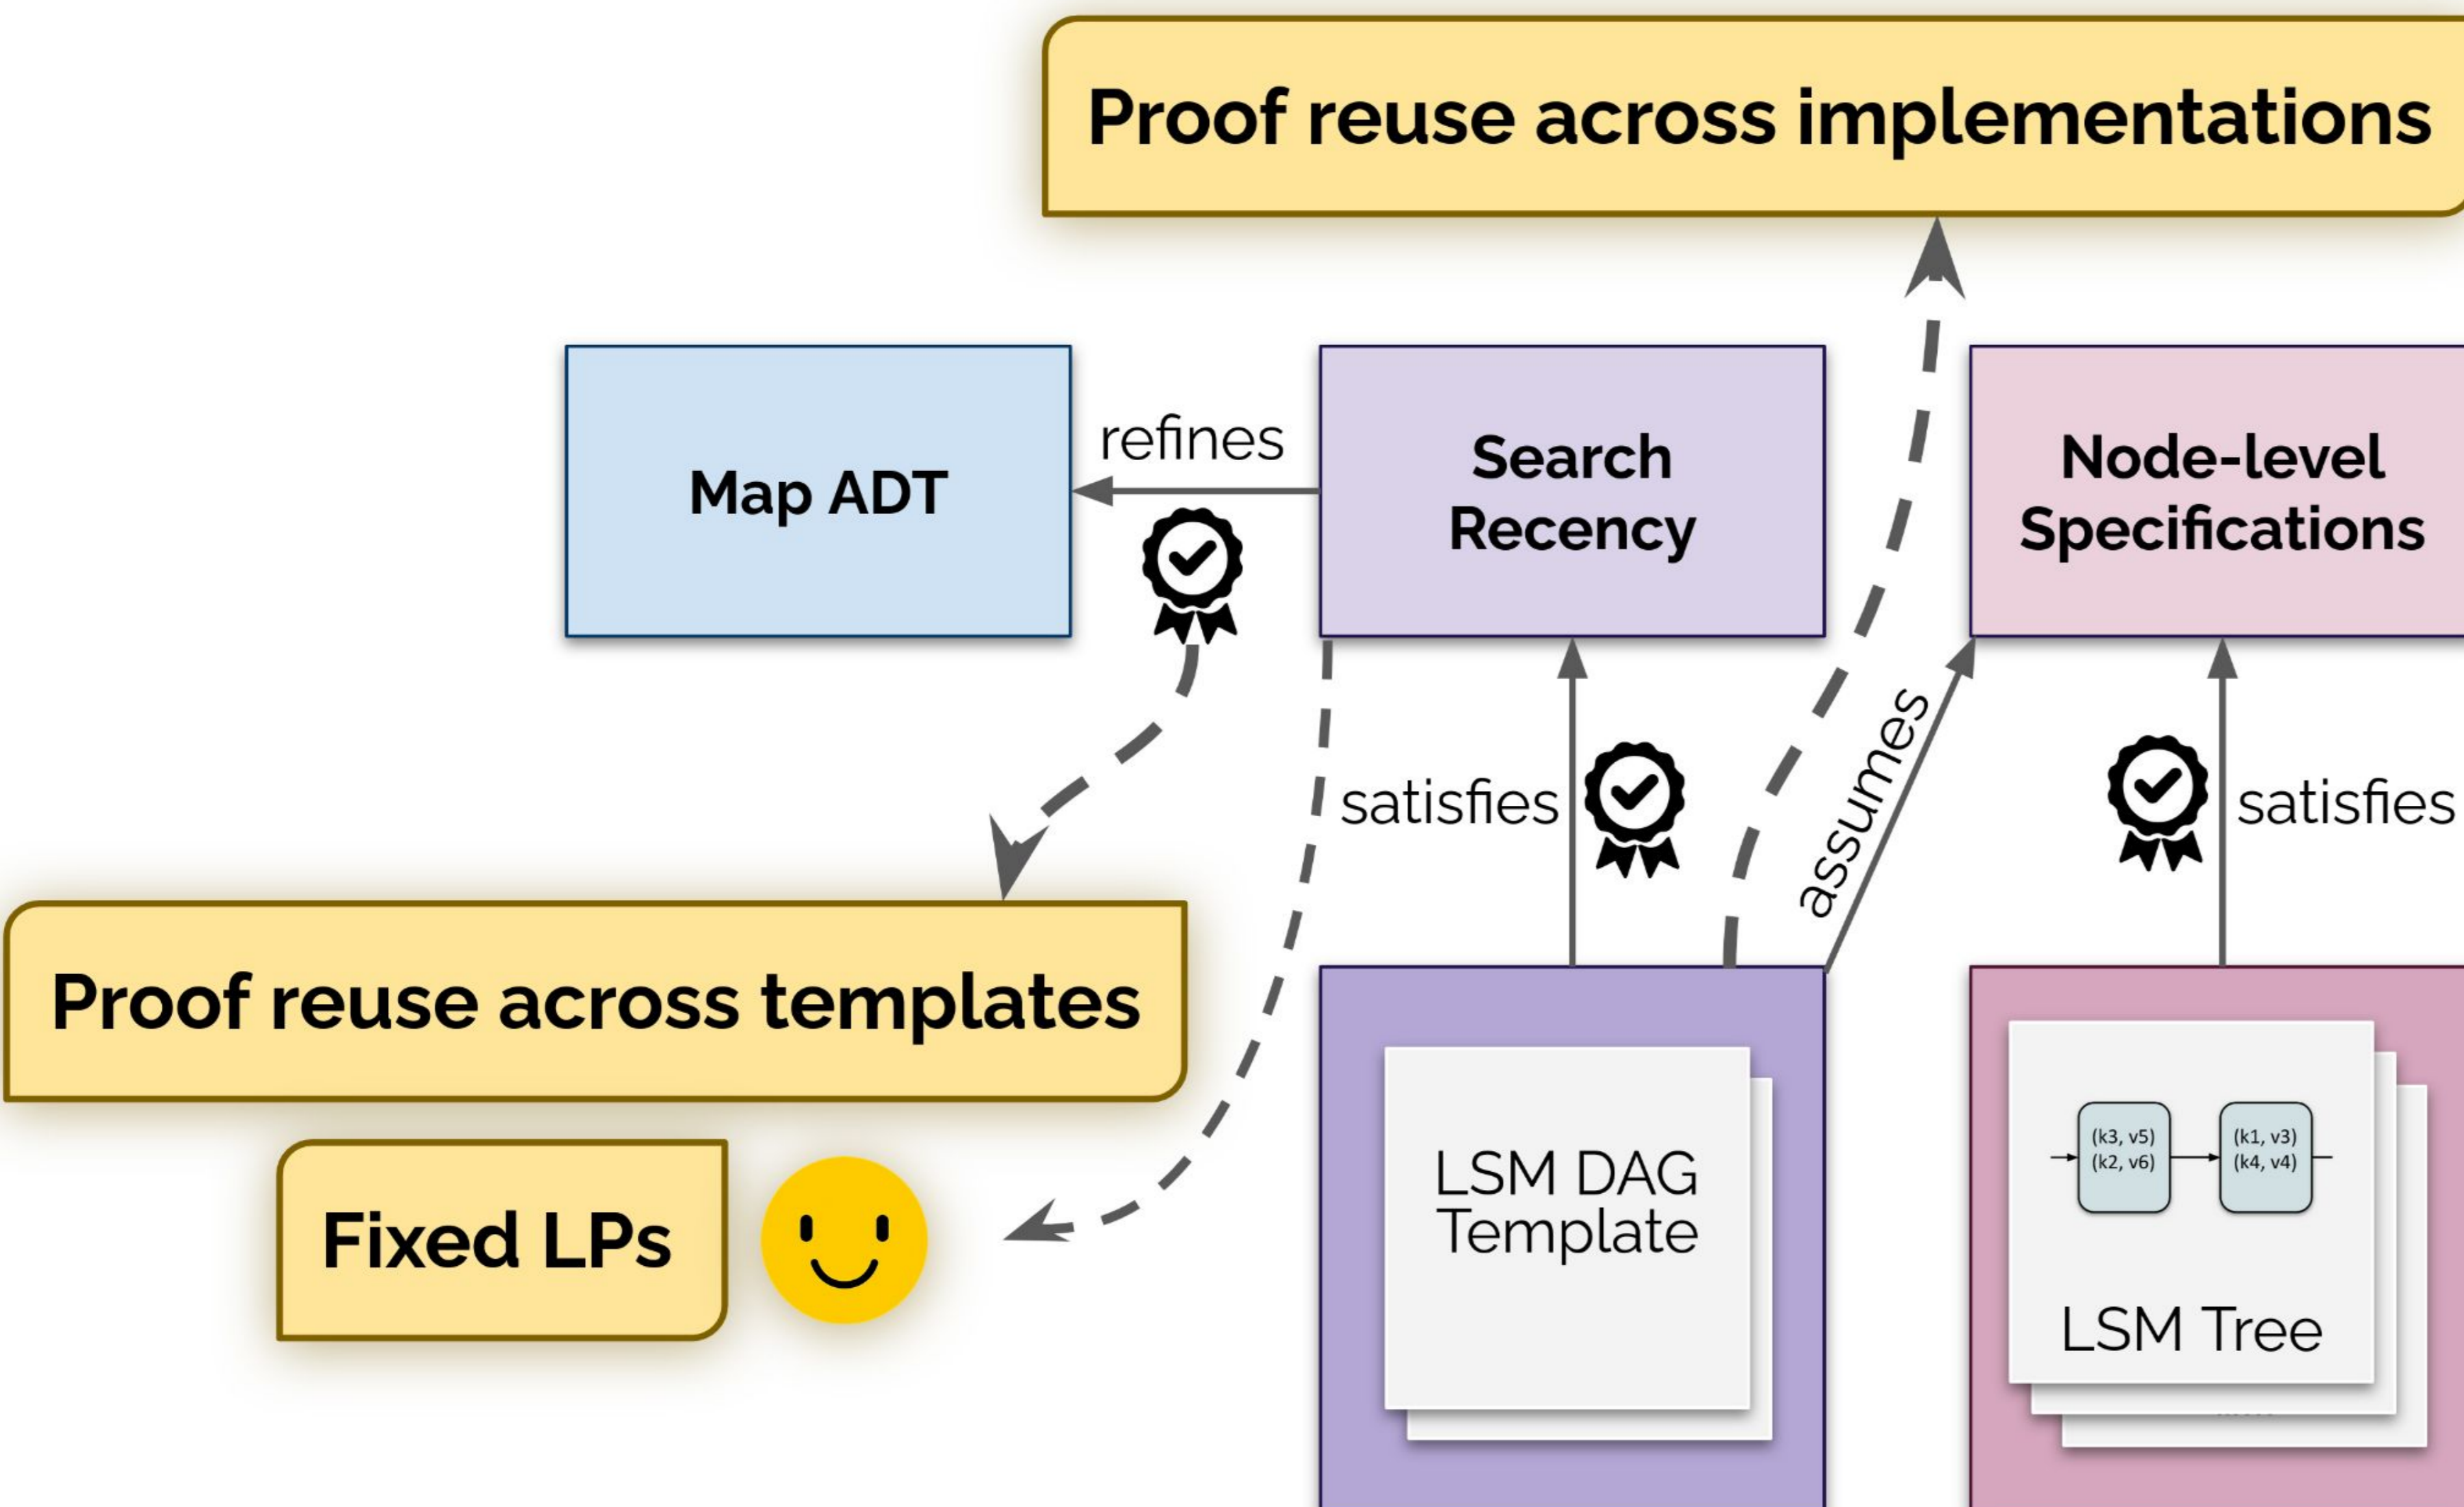 Proof reuse across implementations
Map ADT
refines
Search
Recency
Node-level
Specifications
satisfies
assumes
satisfies
Proof reuse across templates
Fixed LPs
LSM DAG
Template
(k3, v5)
(k2, v6)
(k1, v3)
(k4, v4)
LSM Tree